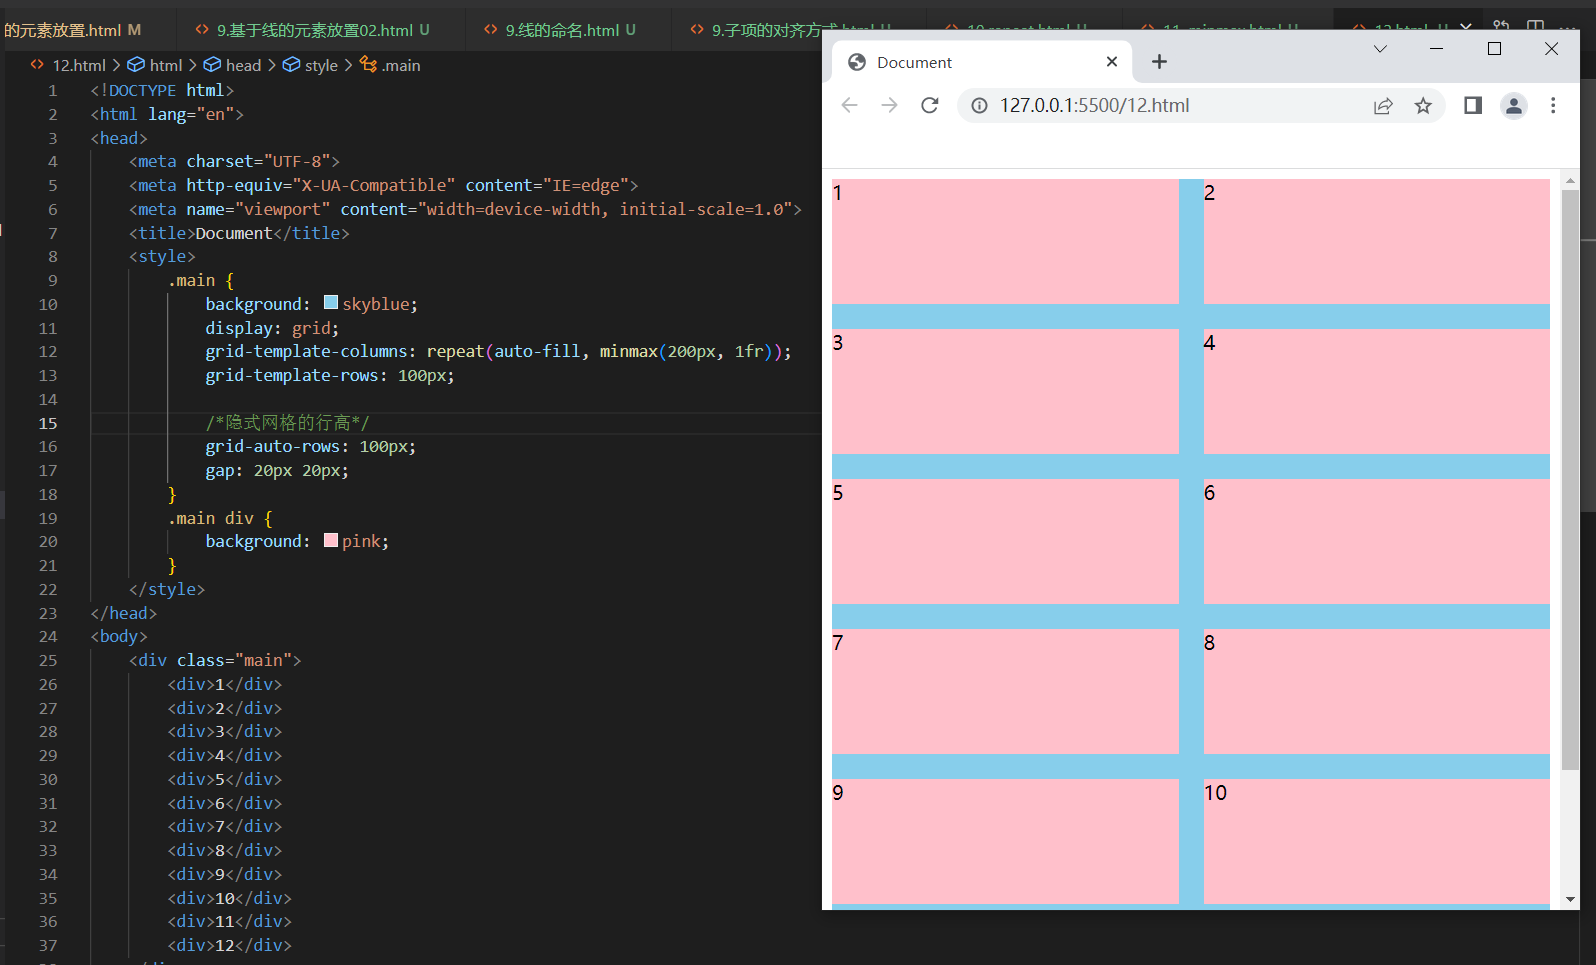 的元素放置.html M
9.基于线的元素放置02.html U
9.线的命名.html U
9.子项的对齐方式.html U
12.html > html > head > style > .main
1 <!DOCTYPE html>
2 <html lang="en">
3 <head>
4 <meta charset="UTF-8">
5 <meta http-equiv="X-UA-Compatible" content="IE=edge">
6 <meta name="viewport" content="width=device-width, initial-scale=1.0">
7 <title>Document</title>
8 <style>
9 .main {
10 background: skyblue;
11 display: grid;
12 grid-template-columns: repeat(auto-fill, minmax(200px, 1fr));
13 grid-template-rows: 100px;
14
15 /*隐式网格的行高*/
16 grid-auto-rows: 100px;
17 gap: 20px 20px;
18 }
19 .main div {
20 background: pink;
21 }
22 </style>
23 </head>
24 <body>
25 <div class="main">
26 <div>1</div>
27 <div>2</div>
28 <div>3</div>
29 <div>4</div>
30 <div>5</div>
31 <div>6</div>
32 <div>7</div>
33 <div>8</div>
34 <div>9</div>
35 <div>10</div>
36 <div>11</div>
37 <div>12</div>
Document
127.0.0.1:5500/12.html
1
2
3
4
5
6
7
8
9
10